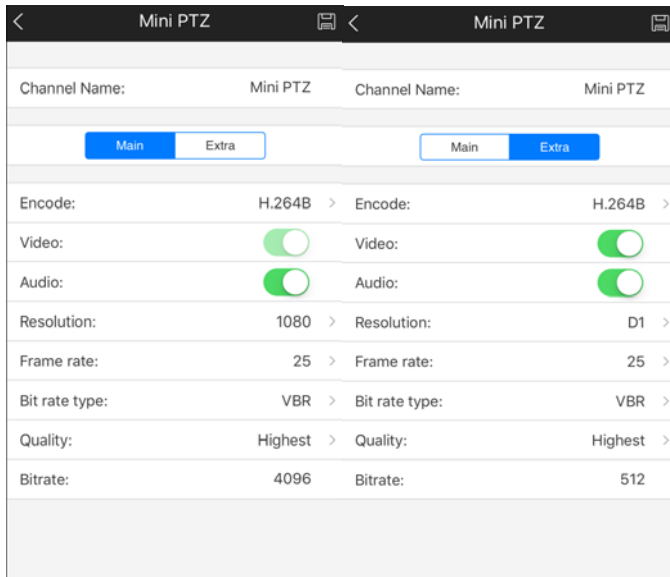 Mini PTZ
Channel Name: Mini PTZ
Main Extra
Encode: H.264B
Video:
Audio:
Resolution: 1080
Frame rate: 25
Bit rate type: VBR
Quality: Highest
Bitrate: 4096
Mini PTZ
Channel Name: Mini PTZ
Main Extra
Encode: H.264B
Video:
Audio:
Resolution: D1
Frame rate: 25
Bit rate type: VBR
Quality: Highest
Bitrate: 512